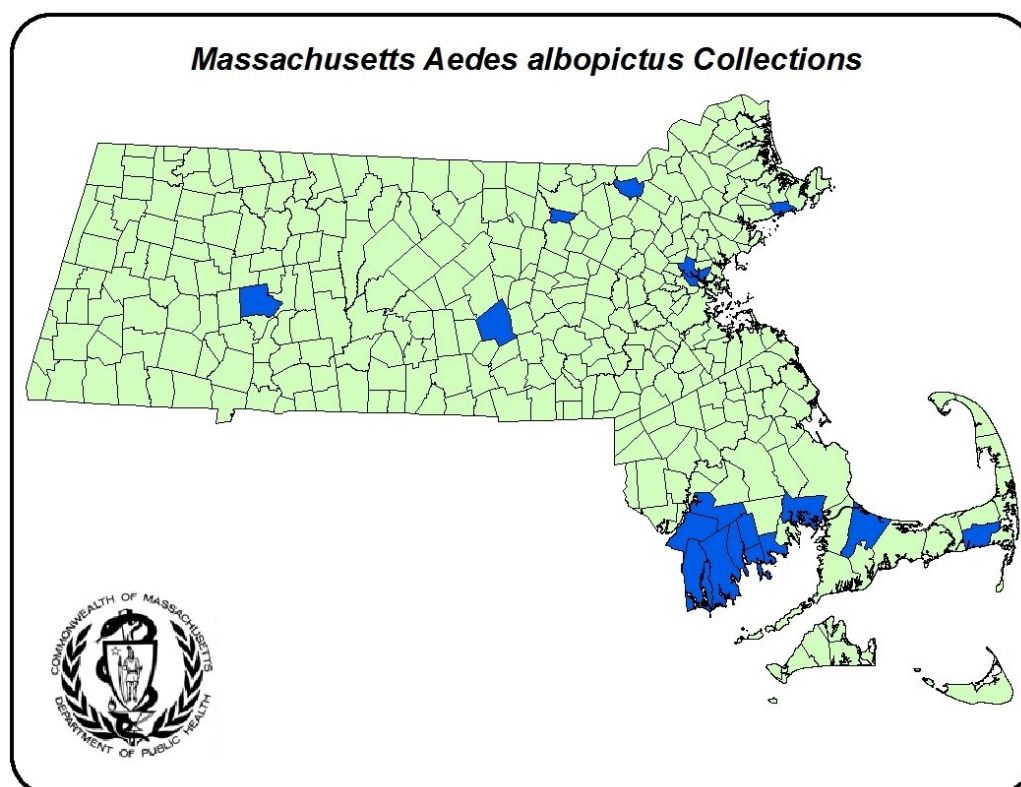 Massachusetts Aedes albopictus Collections
COMMONWEALTH OF MASSACHUSETTS
DEPARTMENT OF PUBLIC HEALTH